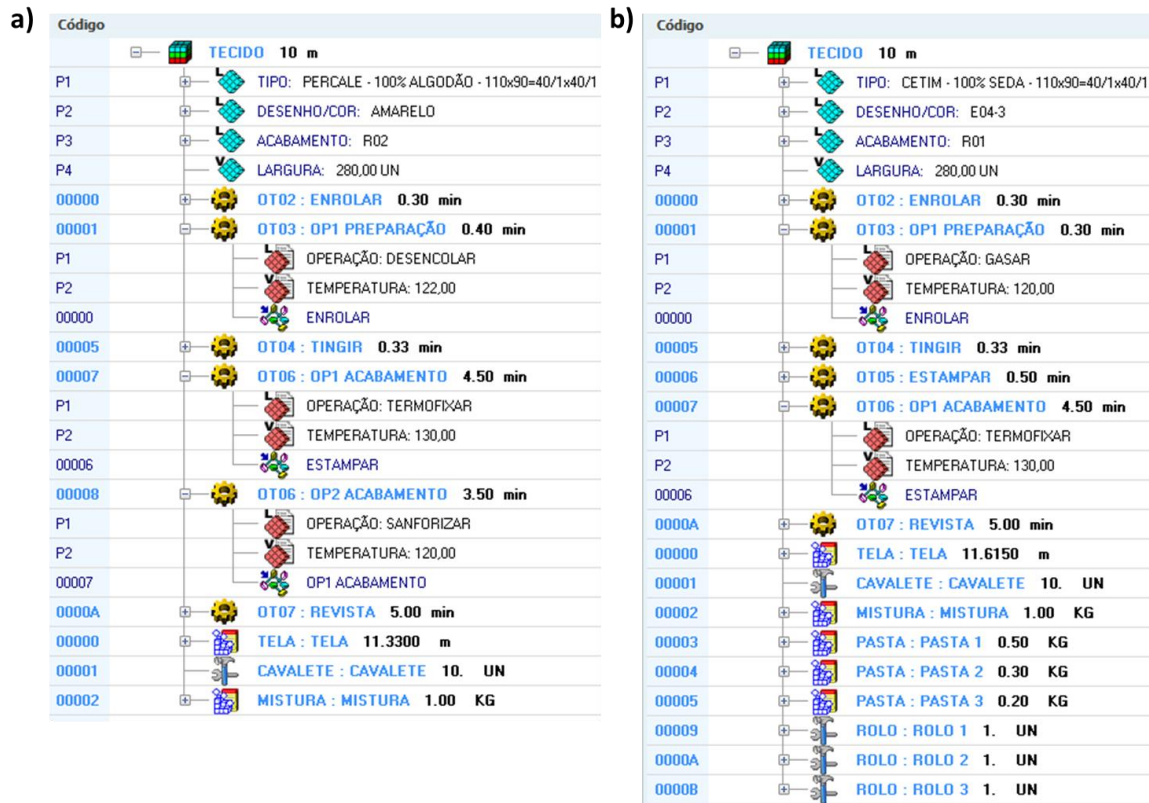 a)
Código
TECIDO 10 m
P1 TIPO: PERCALE - 100% ALGODÃO - 110x90=40/1x40/1
P2 DESENHO/COR: AMARELO
P3 ACABAMENTO: R02
P4 LARGURA: 280,00 UN
00000 OT02 : ENROLAR 0.30 min
00001 OT03 : OP1 PREPARAÇÃO 0.40 min
P1 OPERAÇÃO: DESENCOLAR
P2 TEMPERATURA: 122,00
00000 ENROLAR
00005 OT04 : TINGIR 0.33 min
00007 OT06 : OP1 ACABAMENTO 4.50 min
P1 OPERAÇÃO: TERMOFIXAR
P2 TEMPERATURA: 130,00
00006 ESTAMPAR
00008 OT06 : OP2 ACABAMENTO 3.50 min
P1 OPERAÇÃO: SANFORIZAR
P2 TEMPERATURA: 120,00
00007 OP1 ACABAMENTO
0000A OT07 : REVISTA 5.00 min
00000 TELA : TELA 11.3300 m
00001 CAVALETE : CAVALETE 10. UN
00002 MISTURA : MISTURA 1.00 KG
b)
Código
TECIDO 10 m
P1 TIPO: CETIM - 100% SEDA - 110x90=40/1x40/1
P2 DESENHO/COR: E04-3
P3 ACABAMENTO: R01
P4 LARGURA: 280,00 UN
00000 OT02 : ENROLAR 0.30 min
00001 OT03 : OP1 PREPARAÇÃO 0.30 min
P1 OPERAÇÃO: GASAR
P2 TEMPERATURA: 120,00
00000 ENROLAR
00005 OT04 : TINGIR 0.33 min
00006 OT05 : ESTAMPAR 0.50 min
00007 OT06 : OP1 ACABAMENTO 4.50 min
P1 OPERAÇÃO: TERMOFIXAR
P2 TEMPERATURA: 130,00
00006 ESTAMPAR
0000A OT07 : REVISTA 5.00 min
00000 TELA : TELA 11.6150 m
00001 CAVALETE : CAVALETE 10. UN
00002 MISTURA : MISTURA 1.00 KG
00003 PASTA : PASTA 1 0.50 KG
00004 PASTA : PASTA 2 0.30 KG
00005 PASTA : PASTA 3 0.20 KG
00009 ROLO : ROLO 1 1. UN
0000A ROLO : ROLO 2 1. UN
0000B ROLO : ROLO 3 1. UN